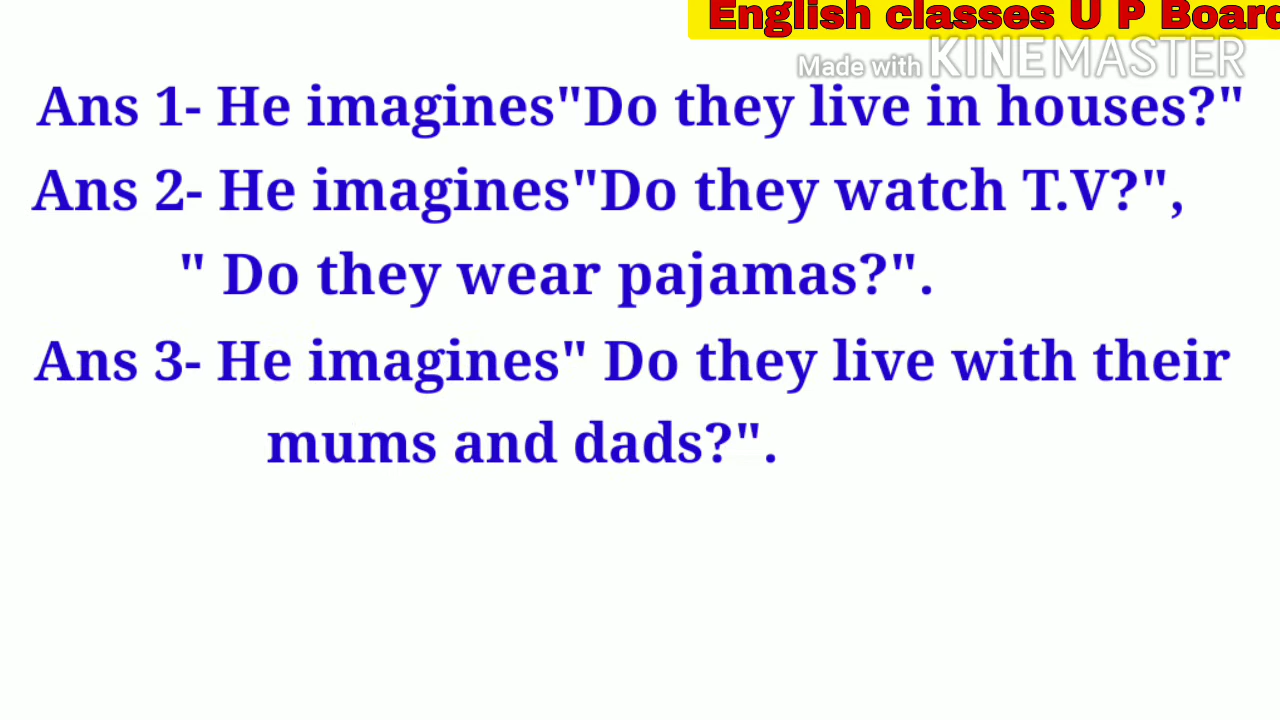 English classes U P Board
Made with KINEMASTER
Ans 1- He imagines"Do they live in houses?"
Ans 2- He imagines"Do they watch T.V?",
" Do they wear pajamas?".
Ans 3- He imagines" Do they live with their
mums and dads?".